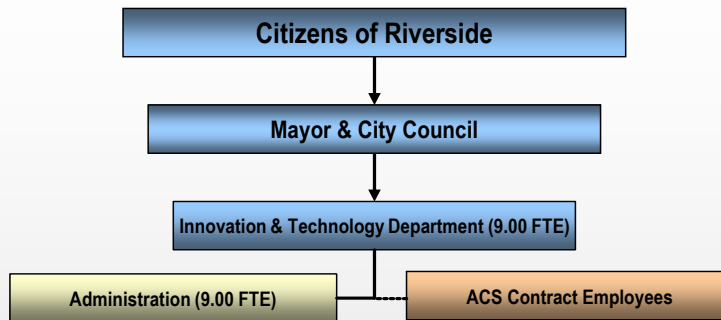 Citizens of Riverside
Mayor & City Council
Innovation & Technology Department (9.00 FTE)
Administration (9.00 FTE)
ACS Contract Employees